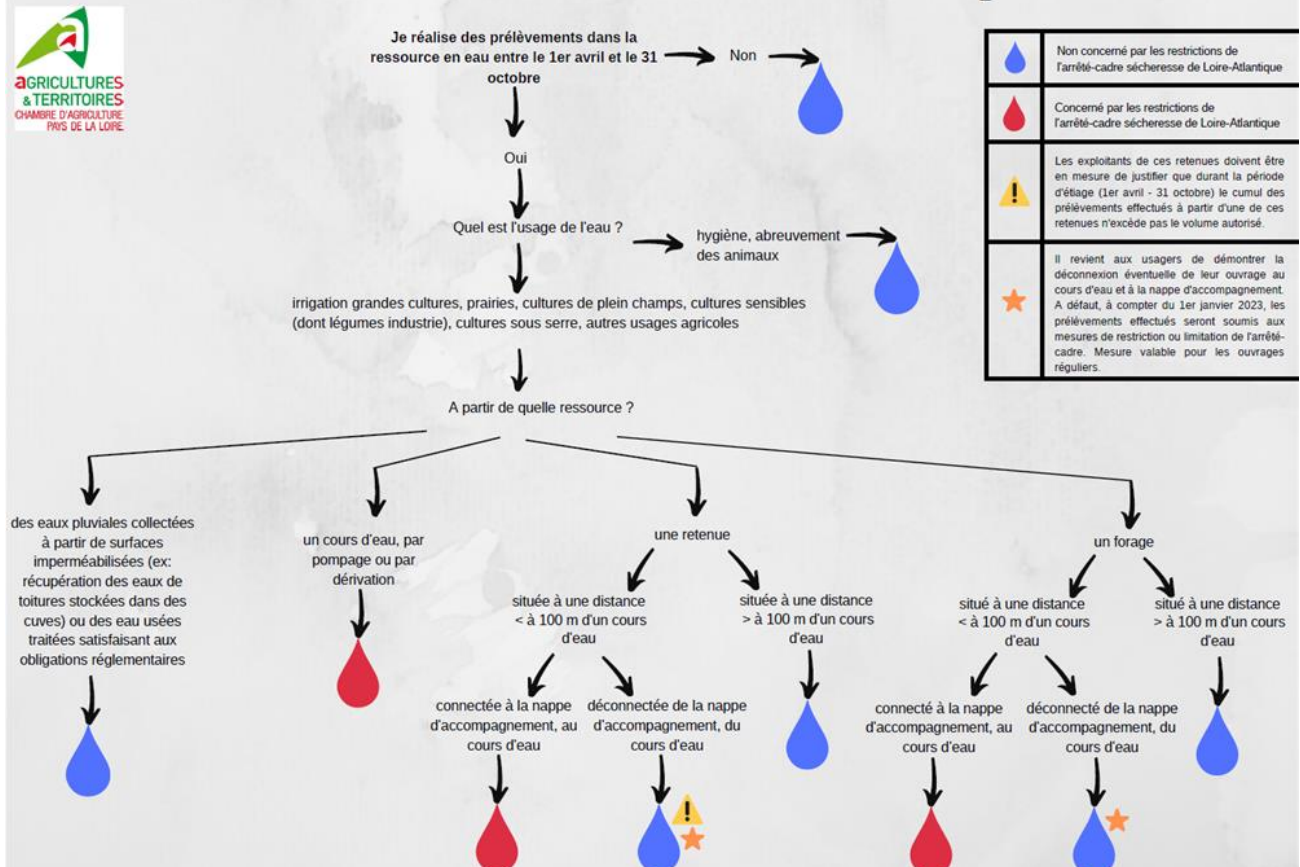 aGRICULTURES
& TERRITOIRES
CHAMBRE D'AGRICULTURE
PAYS DE LA LOIRE
Je réalise des prélèvements dans la
ressource en eau entre le 1er avril et le 31
octobre
Non
Oui
Quel est l'usage de l'eau ?
hygiène, abreuvement
des animaux
irrigation grandes cultures, prairies, cultures de plein champs, cultures sensibles
(dont légumes industrie), cultures sous serre, autres usages agricoles
A partir de quelle ressource ?
des eaux pluviales collectées
à partir de surfaces
imperméabilisées (ex:
récupération des eaux de
toitures stockées dans des
cuves) ou des eau usées
traitées satisfaisant aux
obligations réglementaires
un cours d'eau, par
pompage ou par
dérivation
une retenue
située à une distance
< à 100 m d'un cours
d'eau
située à une distance
> à 100 m d'un cours
d'eau
connectée à la nappe
d'accompagnement, au
cours d'eau
déconnectée de la nappe
d'accompagnement, du
cours d'eau
un forage
situé à une distance
< à 100 m d'un cours
d'eau
situé à une distance
> à 100 m d'un cours
d'eau
connecté à la nappe
d'accompagnement, au
cours d'eau
déconnecté de la nappe
d'accompagnement, du
cours d'eau
Non concerné par les restrictions de
l'arrêté-cadre sécheresse de Loire-Atlantique
Concerné par les restrictions de
l'arrêté-cadre sécheresse de Loire-Atlantique
Les exploitants de ces retenues doivent être
en mesure de justifier que durant la période
d'étiage (1er avril - 31 octobre) le cumul des
prélèvements effectués à partir d'une de ces
retenues n'excède pas le volume autorisé.
Il revient aux usagers de démontrer la
déconnexion éventuelle de leur ouvrage au
cours d'eau et à la nappe d'accompagnement.
A défaut, à compter du 1er janvier 2023, les
prélèvements effectués seront soumis aux
mesures de restriction ou limitation de l'arrêté-
cadre. Mesure valable pour les ouvrages
réguliers.